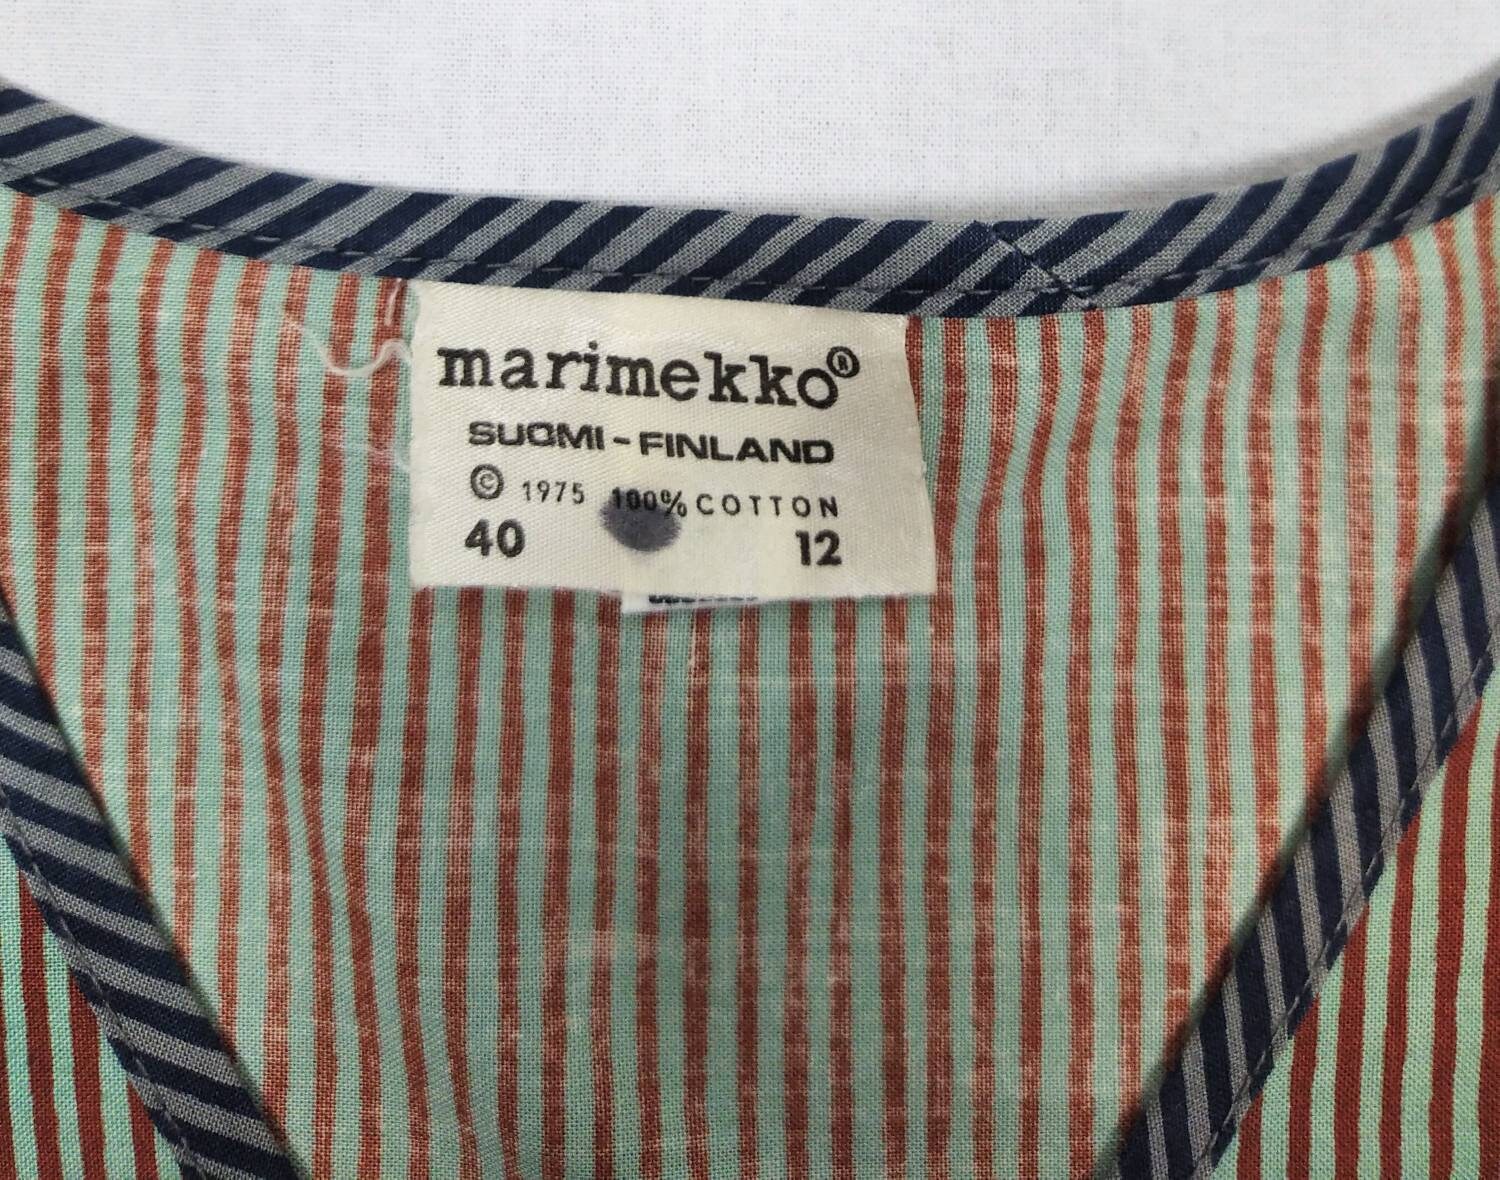 marimekko®
SUOMI - FINLAND
© 1975 100% COTTON
40 12